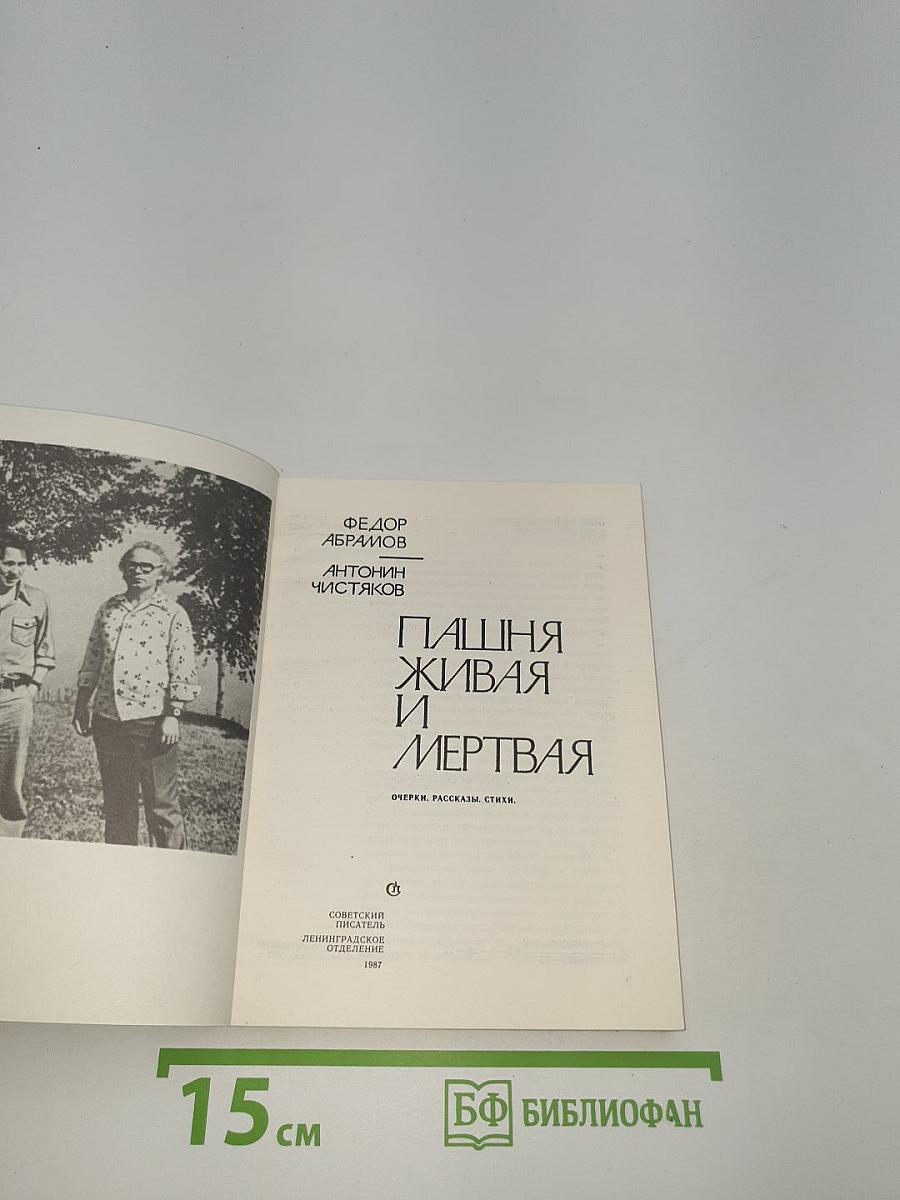 ФЕДОР
АБРАМОВ
АНТОНИН
ЧИСТЯКОВ
ПАШНЯ
ЖИВАЯ
И
МЕРТВАЯ
ОЧЕРКИ. РАССКАЗЫ. СТИХИ.
СОВЕТСКИЙ
ПИСАТЕЛЬ
ЛЕНИНГРАДСКОЕ
ОТДЕЛЕНИЕ
1987
15 см
БФ БИБЛИОФАН